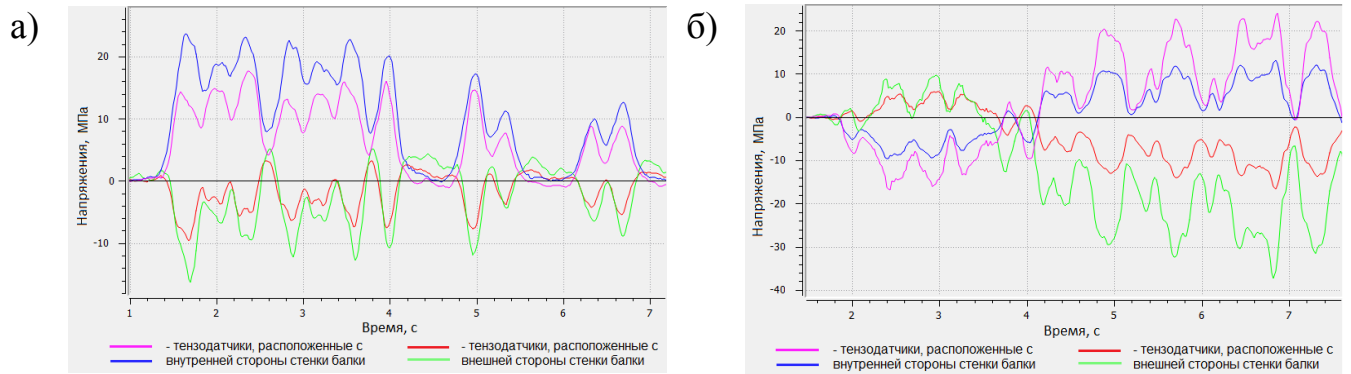 а)
Напряжения, МПа
20
10
0
-10
1 2 3 4 5 6 7
Время, с
- тензодатчики, расположенные с
внутренней стороны стенки балки
- тензодатчики, расположенные с
внешней стороны стенки балки
б)
Напряжения, МПа
20
10
0
-10
-20
-30
-40
2 3 4 5 6 7
Время, с
- тензодатчики, расположенные с
внутренней стороны стенки балки
- тензодатчики, расположенные с
внешней стороны стенки балки